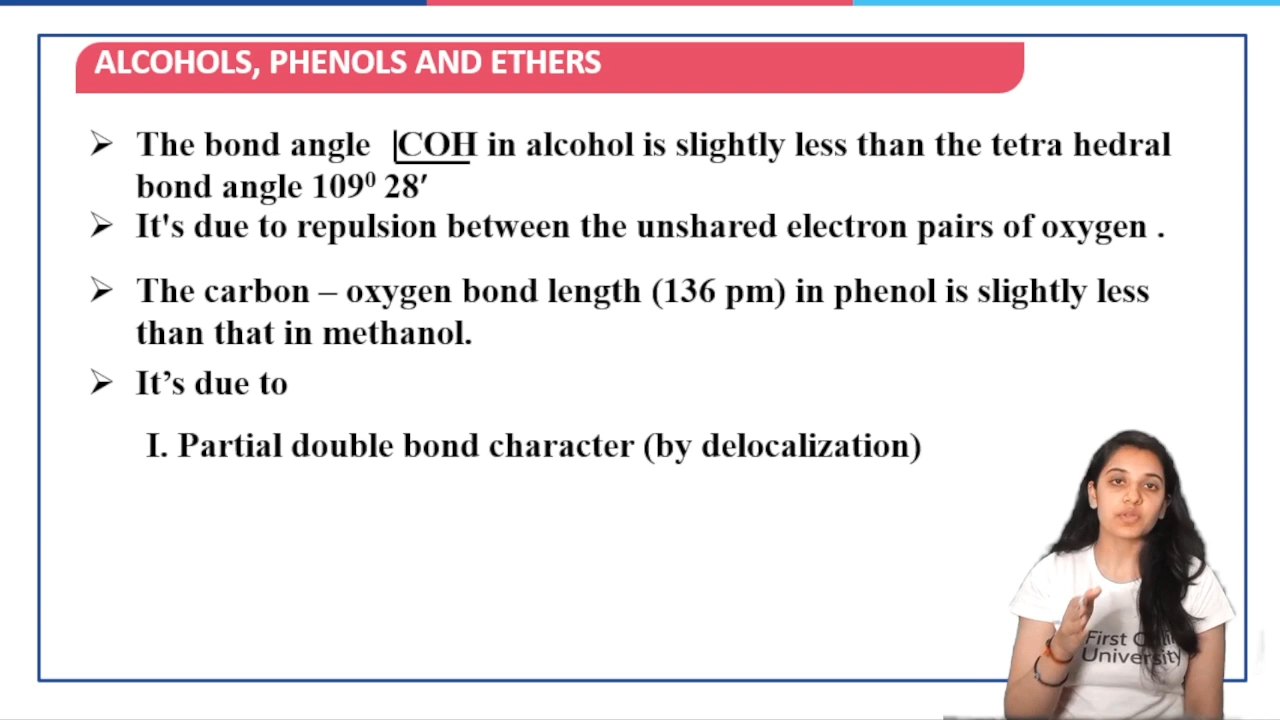 ALCOHOLS, PHENOLS AND ETHERS
➢ The bond angle COH in alcohol is slightly less than the tetra hedral
bond angle 109⁰ 28′
➢ It's due to repulsion between the unshared electron pairs of oxygen .
➢ The carbon – oxygen bond length (136 pm) in phenol is slightly less
than that in methanol.
➢ It’s due to
I. Partial double bond character (by delocalization)
First
University